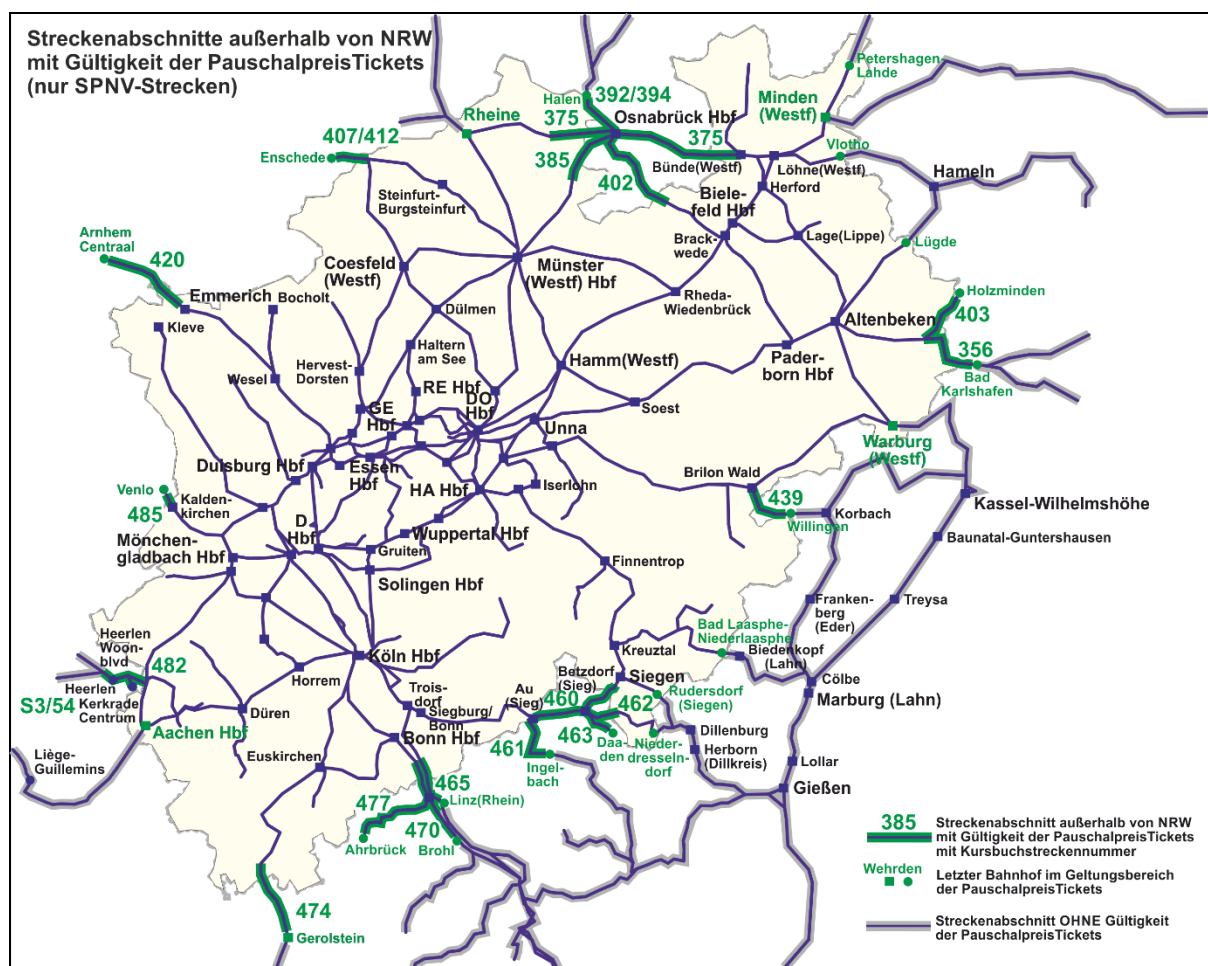 Streckenabschnitte außerhalb von NRW
mit Gültigkeit der PauschalpreisTickets
(nur SPNV-Strecken)
Petershagen-
Lahde
Halen
392/394
Rheine
375
Osnabrück Hbf
Minden
(Westf)
407/412
375
Enschede
385
Vlotho
Bünde(Westf)
Löhne(Westf)
Hameln
402
Herford
Steinfurt-
Burgsteinfurt
Biele-
feld Hbf
Arnhem
Centraal
Brack-
wede
Lage(Lippe)
Lügde
420
Coesfeld
(Westf)
Münster
(Westf) Hbf
Emmerich
Bocholt
Dülmen
Rheda-
Wiedenbrück
Holzminden
Kleve
Altenbeken
403
Haltern
am See
Hervest-
Dorsten
Hamm(Westf)
Pader-
born Hbf
356
Wesel
Bad
Karlshafen
RE Hbf
DO
Hbf
GE
Hbf
Soest
Unna
Warburg
(Westf)
Duisburg Hbf
Essen
Hbf
Brilon Wald
Venlo
HA Hbf
Iserlohn
485
Kalden-
kirchen
439
Kassel-Wilhelmshöhe
Willingen
Korbach
D
Hbf
Wuppertal Hbf
Mönchen-
gladbach Hbf
Gruiten
Baunatal-Guntershausen
Finnentrop
Solingen Hbf
Franken-
berg
(Eder)
Treysa
Bad Laasphe-
Niederlaasphe
Heerlen
Woon-
blvd
Kreuztal
Biedenkopf
(Lahn)
482
Köln Hbf
Betzdorf
(Sieg)
Siegen
Cölbe
Horrem
Marburg (Lahn)
S3/54
Heerlen
Kerkrade
Centrum
Trois-
dorf
Au
(Sieg)
460
Rudersdorf
(Siegen)
Siegburg/
Bonn
462
Düren
Aachen Hbf
Bonn Hbf
463
Daa-
den
Nie-
der-
dresseln-
dorf
Dillenburg
461
Herborn
(Dillkreis)
Liège-
Guillemins
Euskirchen
Ingel-
bach
Lollar
465
Gießen
477
Linz(Rhein)
470
Ahrbrück
Brohl
385
Streckenabschnitt außerhalb von NRW
mit Gültigkeit der PauschalpreisTickets
mit Kursbuchstreckennummer
Wehrden
Letzter Bahnhof im Geltungsbereich
der PauschalpreisTickets
474
Streckenabschnitt OHNE Gültigkeit
der PauschalpreisTickets
Gerolstein